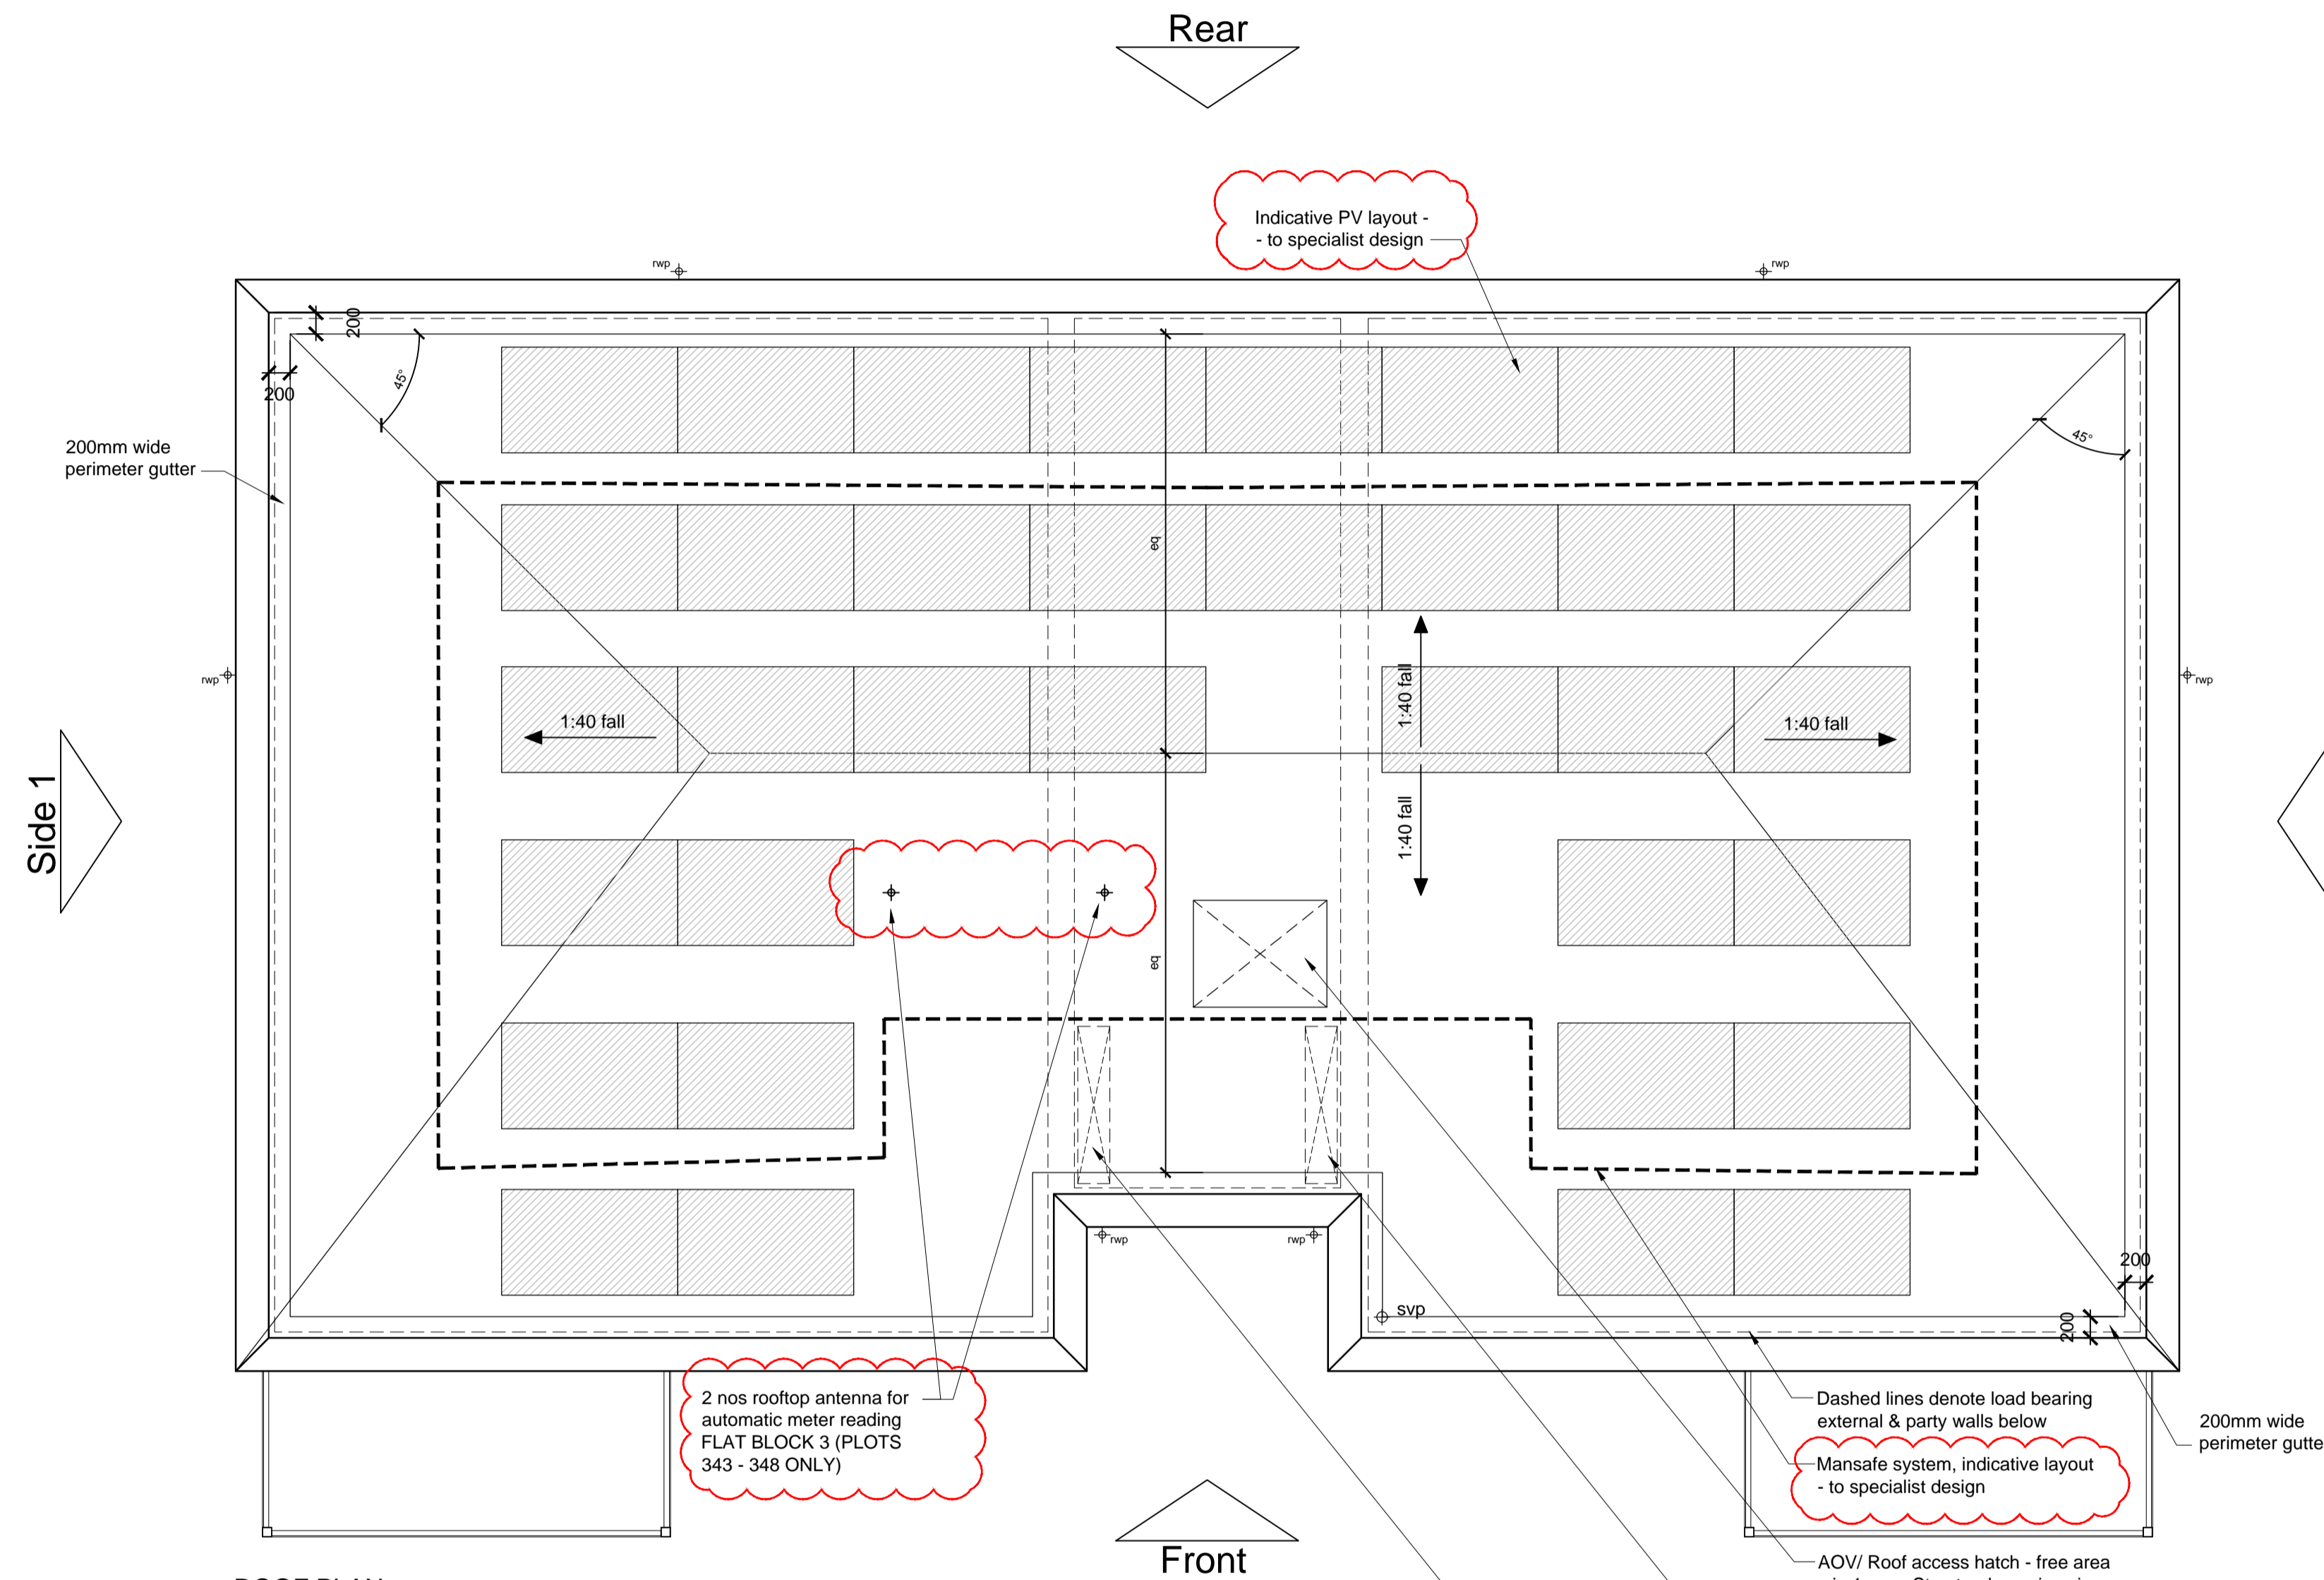 Rear
Indicative PV layout -
- to specialist design
rwp
rwp
200
200
45°
45°
200mm wide
perimeter gutter
eq
rwp
rwp
1:40 fall
1:40 fall
1:40 fall
1:40 fall
Side 1
eq
rwp
rwp
svp
200
200
2 nos rooftop antenna for
automatic meter reading
FLAT BLOCK 3 (PLOTS
343 - 348 ONLY)
Dashed lines denote load bearing
external & party walls below
200mm wide
perimeter gutte
Mansafe system, indicative layout
- to specialist design
Front
AOV/ Roof access hatch - free area
ROOF PLAN